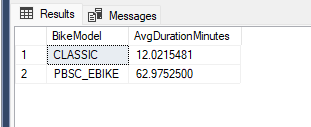 Results Messages
BikeModel AvgDurationMinutes
1 CLASSIC 12.0215481
2 PBSC_EBIKE 62.9752500